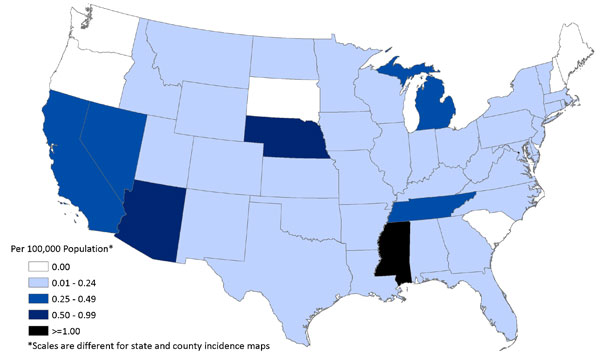 Per 100,000 Population*
0.00
0.01 - 0.24
0.25 - 0.49
0.50 - 0.99
>=1.00
*Scales are different for state and county incidence maps